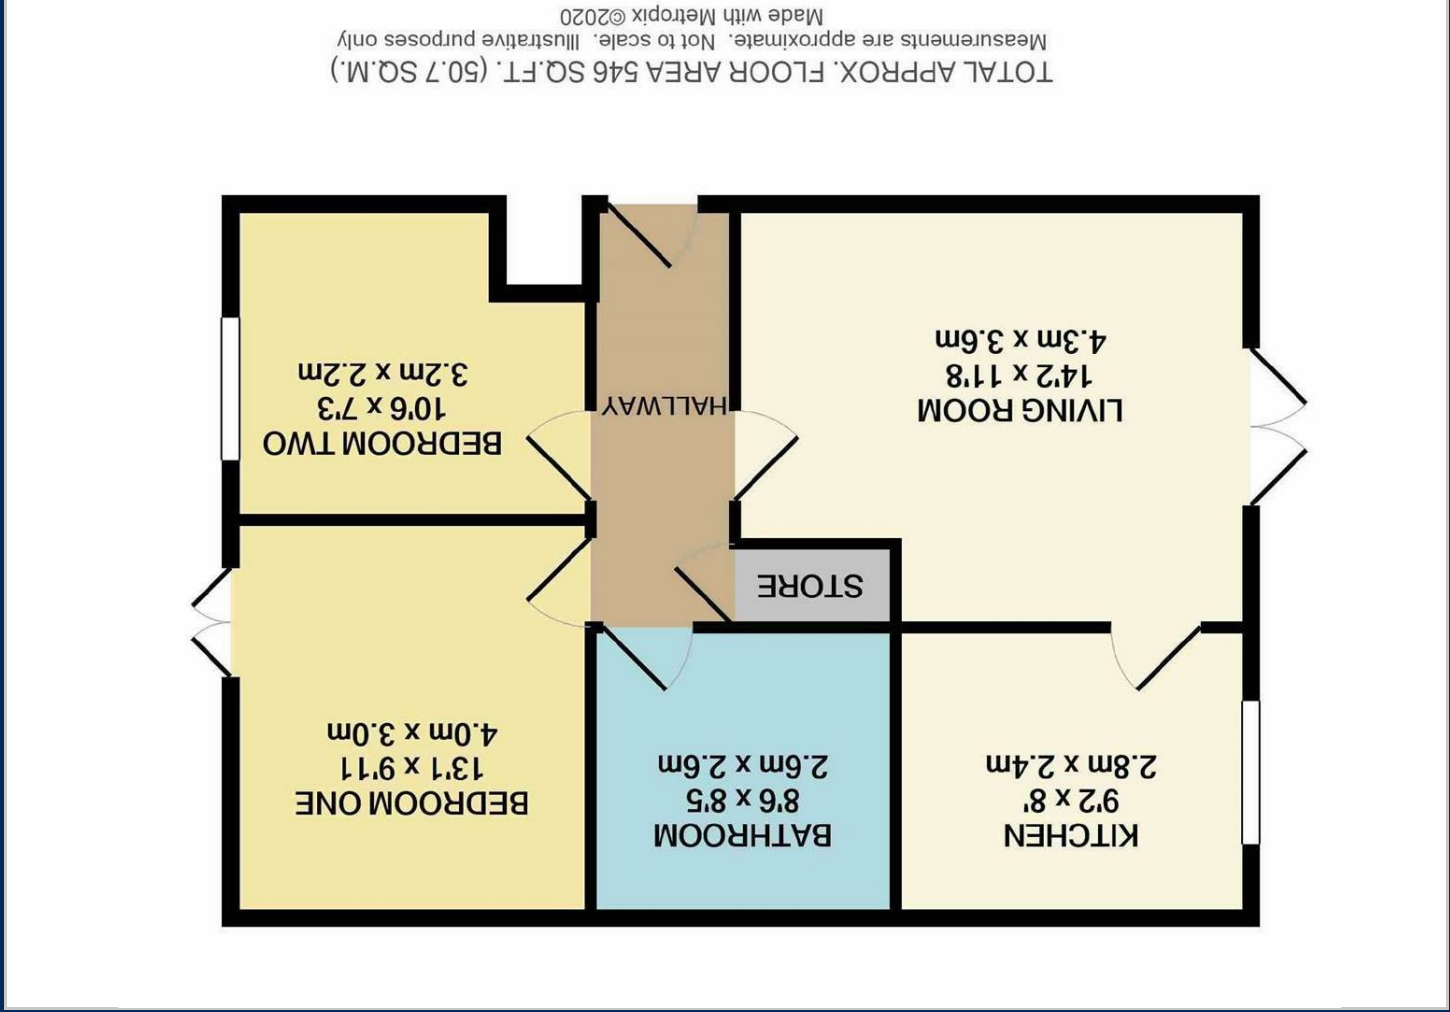 KITCHEN
9'2 x 8'
2.8m x 2.4m
BATHROOM
8'6 x 8'5
2.6m x 2.6m
BEDROOM ONE
13'1 x 9'11
4.0m x 3.0m
STORE
LIVING ROOM
14'2 x 11'8
4.3m x 3.6m
HALLWAY
BEDROOM TWO
10'6 x 7'3
3.2m x 2.2m
TOTAL APPROX. FLOOR AREA 546 SQ.FT. (50.7 SQ.M.)
Measurements are approximate. Not to scale. Illustrative purposes only
Made with Metropix ©2020